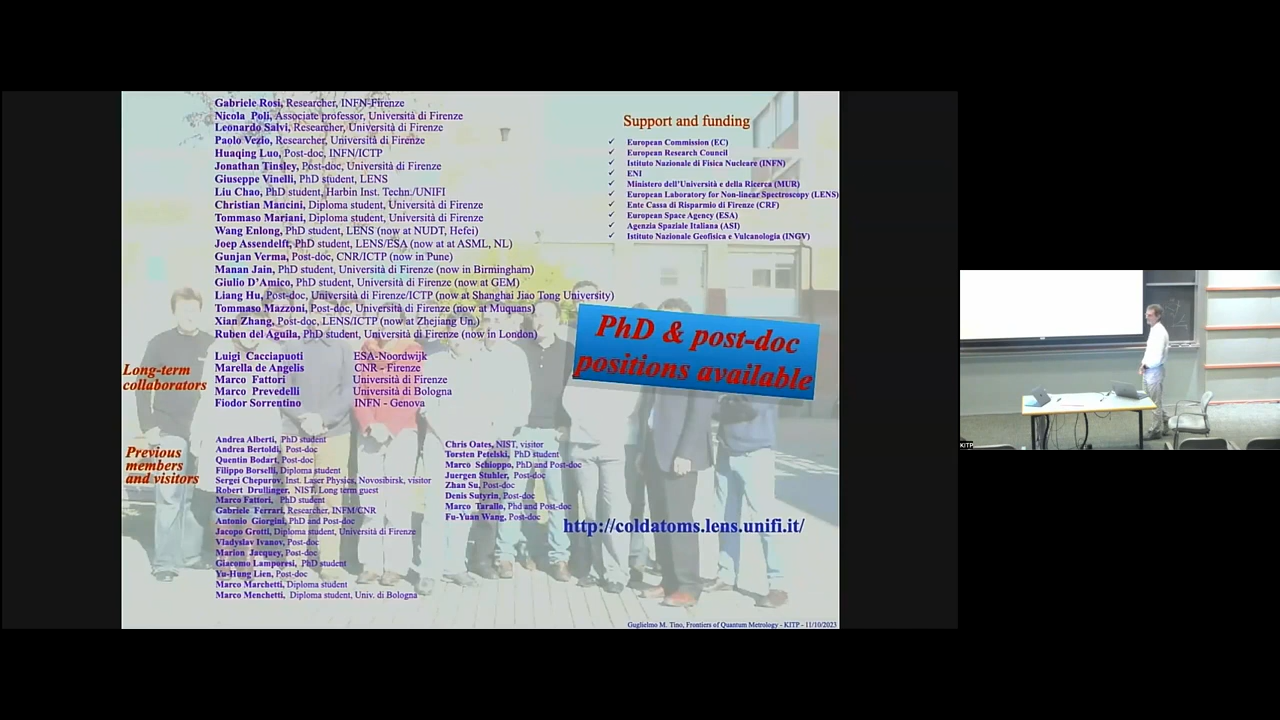 Gabriele Rosi, Researcher, INFN-Firenze
Nicola Poli, Associate professor, Università di Firenze
Leonardo Salvi, Researcher, Università di Firenze
Paolo Vezio, Researcher, Università di Firenze
Huaqing Luo, Post-doc, INFN/ICTP
Jonathan Tinsley, Post-doc, Università di Firenze
Giuseppe Vinelli, PhD student, LENS
Liu Chao, PhD student, Harbin Inst. Techn./UNIFI
Christian Mancini, Diploma student, Università di Firenze
Tommaso Mariani, Diploma student, Università di Firenze
Wang Enlong, PhD student, LENS (now at NUDT, Hefei)
Joep Assendelft, PhD student, LENS/ESA (now at at ASML, NL)
Gunjan Verma, Post-doc, CNR/ICTP (now in Pune)
Manan Jain, PhD student, Università di Firenze (now in Birmingham)
Giulio D'Amico, PhD student, Università di Firenze (now at GEM)
Liang Hu, Post-doc, Università di Firenze/ICTP (now at Shanghai Jiao Tong University)
Tommaso Mazzoni, Post-doc, Università di Firenze (now at Muquans)
Xian Zhang, Post-doc, LENS/ICTP (now at Zhejiang Un.)
Ruben del Aguila, PhD student, Università di Firenze (now in London)
Support and funding
✓ European Commission (EC)
✓ European Research Council
✓ Istituto Nazionale di Fisica Nucleare (INFN)
✓ ENI
✓ Ministero dell'Università e della Ricerca (MUR)
✓ European Laboratory for Non-linear Spectroscopy (LENS)
✓ Ente Cassa di Risparmio di Firenze (CRF)
✓ European Space Agency (ESA)
✓ Agenzia Spaziale Italiana (ASI)
✓ Istituto Nazionale Geofisica e Vulcanologia (INGV)
PhD & post-doc
positions available
Long-term
collaborators
Luigi Cacciapuoti ESA-Noordwijk
Marella de Angelis CNR - Firenze
Marco Fattori Università di Firenze
Marco Prevedelli Università di Bologna
Fiodor Sorrentino INFN - Genova
Previous
members
and visitors
Andrea Alberti, PhD student
Andrea Bertoldi, Post-doc
Quentin Bodart, Post-doc
Filippo Borselli, Diploma student
Sergei Chepurov, Inst. Laser Physics, Novosibirsk, visitor
Robert Drullinger, NIST, Long term guest
Marco Fattori, PhD student
Gabriele Ferrari, Researcher, INFM/CNR
Antonio Giorgini, PhD and Post-doc
Jacopo Grotti, Diploma student, Università di Firenze
Vladyslav Ivanov, Post-doc
Marion Jacquey, Post-doc
Giacomo Lamporesi, PhD student
Yu-Hung Lien, Post-doc
Marco Marchetti, Diploma student
Marco Menchetti, Diploma student, Univ. di Bologna
Chris Oates, NIST, visitor
Torsten Petelski, PhD student
Marco Schioppo, PhD and Post-doc
Juergen Stuhler, Post-doc
Zhan Su, Post-doc
Denis Sutyrin, Post-doc
Marco Tarallo, Phd and Post-doc
Fu-Yuan Wang, Post-doc
http://coldatoms.lens.unifi.it/
Guglielmo M. Tino, Frontiers of Quantum Metrology - KITP - 11/10/2023
KITP